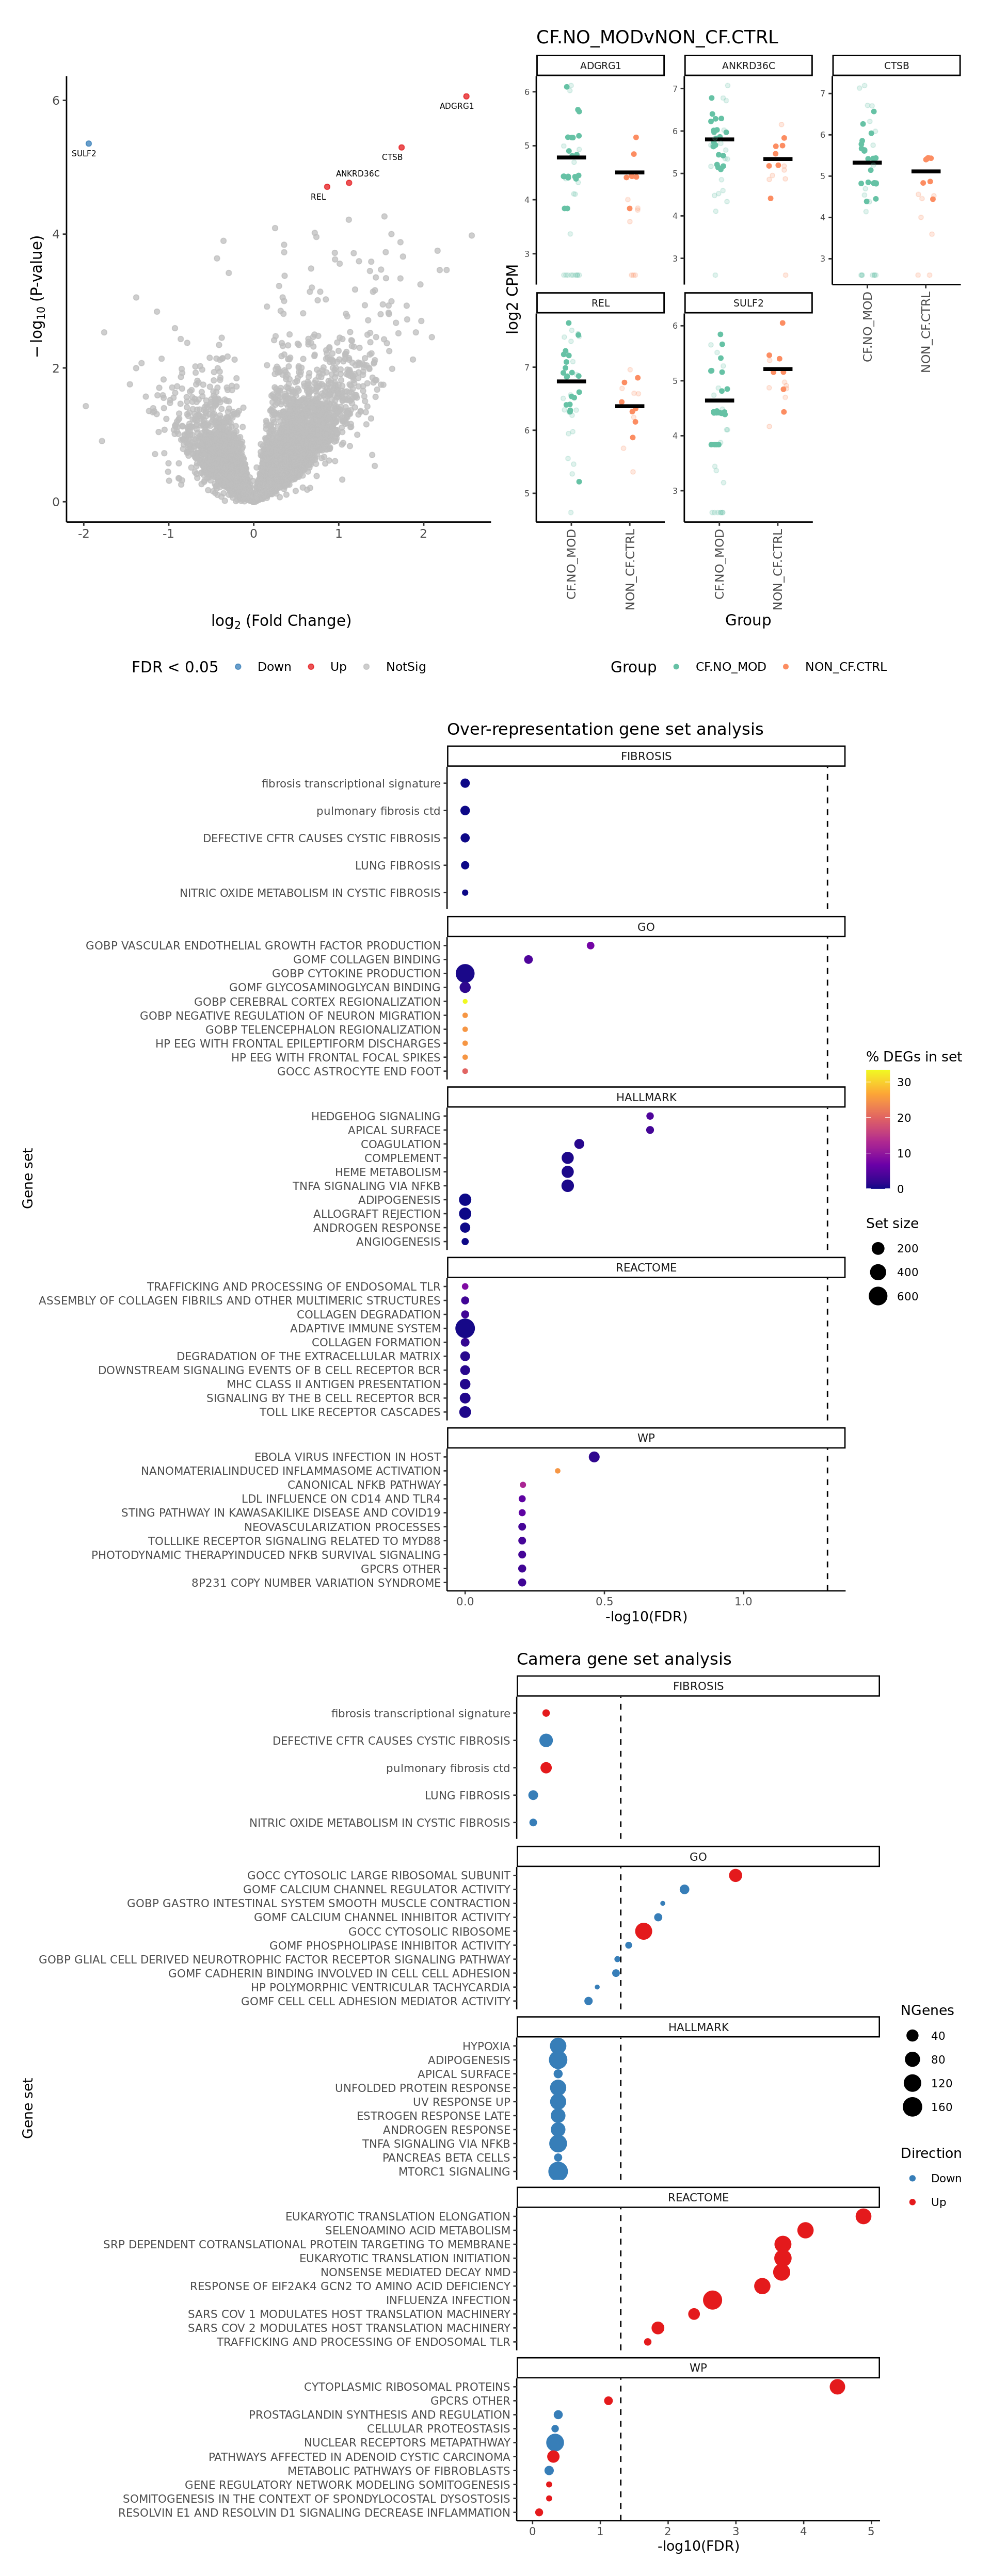 6
4
2
0
-2
-1
0
1
2
− log10 (P-value)
log2 (Fold Change)
ADGRG1
SULF2
CTSB
ANKRD36C
REL
FDR < 0.05
Down
Up
NotSig
CF.NO_MODvNON_CF.CTRL
ADGRG1
ANKRD36C
CTSB
6
5
4
3
7
6
5
4
3
7
6
5
4
3
REL
SULF2
7
6
5
6
5
4
3
log2 CPM
CF.NO_MOD
NON_CF.CTRL
CF.NO_MOD
NON_CF.CTRL
CF.NO_MOD
NON_CF.CTRL
Group
Group
CF.NO_MOD
NON_CF.CTRL
Over-representation gene set analysis
FIBROSIS
fibrosis transcriptional signature
pulmonary fibrosis ctd
DEFECTIVE CFTR CAUSES CYSTIC FIBROSIS
LUNG FIBROSIS
NITRIC OXIDE METABOLISM IN CYSTIC FIBROSIS
GO
GOBP VASCULAR ENDOTHELIAL GROWTH FACTOR PRODUCTION
GOMF COLLAGEN BINDING
GOBP CYTOKINE PRODUCTION
GOMF GLYCOSAMINOGLYCAN BINDING
GOBP CEREBRAL CORTEX REGIONALIZATION
GOBP NEGATIVE REGULATION OF NEURON MIGRATION
GOBP TELENCEPHALON REGIONALIZATION
HP EEG WITH FRONTAL EPILEPTIFORM DISCHARGES
HP EEG WITH FRONTAL FOCAL SPIKES
GOCC ASTROCYTE END FOOT
HALLMARK
HEDGEHOG SIGNALING
APICAL SURFACE
COAGULATION
COMPLEMENT
HEME METABOLISM
TNFA SIGNALING VIA NFKB
ADIPOGENESIS
ALLOGRAFT REJECTION
ANDROGEN RESPONSE
ANGIOGENESIS
REACTOME
TRAFFICKING AND PROCESSING OF ENDOSOMAL TLR
ASSEMBLY OF COLLAGEN FIBRILS AND OTHER MULTIMERIC STRUCTURES
COLLAGEN DEGRADATION
ADAPTIVE IMMUNE SYSTEM
COLLAGEN FORMATION
DEGRADATION OF THE EXTRACELLULAR MATRIX
DOWNSTREAM SIGNALING EVENTS OF B CELL RECEPTOR BCR
MHC CLASS II ANTIGEN PRESENTATION
SIGNALING BY THE B CELL RECEPTOR BCR
TOLL LIKE RECEPTOR CASCADES
WP
EBOLA VIRUS INFECTION IN HOST
NANOMATERIALINDUCED INFLAMMASOME ACTIVATION
CANONICAL NFKB PATHWAY
LDL INFLUENCE ON CD14 AND TLR4
STING PATHWAY IN KAWASAKILIKE DISEASE AND COVID19
NEOVASCULARIZATION PROCESSES
TOLLLIKE RECEPTOR SIGNALING RELATED TO MYD88
PHOTODYNAMIC THERAPYINDUCED NFKB SURVIVAL SIGNALING
GPCRS OTHER
8P231 COPY NUMBER VARIATION SYNDROME
0.0
0.5
1.0
-log10(FDR)
Gene set
% DEGs in set
30
20
10
0
Set size
200
400
600
Camera gene set analysis
FIBROSIS
fibrosis transcriptional signature
DEFECTIVE CFTR CAUSES CYSTIC FIBROSIS
pulmonary fibrosis ctd
LUNG FIBROSIS
NITRIC OXIDE METABOLISM IN CYSTIC FIBROSIS
GO
GOCC CYTOSOLIC LARGE RIBOSOMAL SUBUNIT
GOMF CALCIUM CHANNEL REGULATOR ACTIVITY
GOBP GASTRO INTESTINAL SYSTEM SMOOTH MUSCLE CONTRACTION
GOMF CALCIUM CHANNEL INHIBITOR ACTIVITY
GOCC CYTOSOLIC RIBOSOME
GOMF PHOSPHOLIPASE INHIBITOR ACTIVITY
GOBP GLIAL CELL DERIVED NEUROTROPHIC FACTOR RECEPTOR SIGNALING PATHWAY
GOMF CADHERIN BINDING INVOLVED IN CELL CELL ADHESION
HP POLYMORPHIC VENTRICULAR TACHYCARDIA
GOMF CELL CELL ADHESION MEDIATOR ACTIVITY
HALLMARK
HYPOXIA
ADIPOGENESIS
APICAL SURFACE
UNFOLDED PROTEIN RESPONSE
UV RESPONSE UP
ESTROGEN RESPONSE LATE
ANDROGEN RESPONSE
TNFA SIGNALING VIA NFKB
PANCREAS BETA CELLS
MTORC1 SIGNALING
REACTOME
EUKARYOTIC TRANSLATION ELONGATION
SELENOAMINO ACID METABOLISM
SRP DEPENDENT COTRANSLATIONAL PROTEIN TARGETING TO MEMBRANE
EUKARYOTIC TRANSLATION INITIATION
NONSENSE MEDIATED DECAY NMD
RESPONSE OF EIF2AK4 GCN2 TO AMINO ACID DEFICIENCY
INFLUENZA INFECTION
SARS COV 1 MODULATES HOST TRANSLATION MACHINERY
SARS COV 2 MODULATES HOST TRANSLATION MACHINERY
TRAFFICKING AND PROCESSING OF ENDOSOMAL TLR
WP
CYTOPLASMIC RIBOSOMAL PROTEINS
GPCRS OTHER
PROSTAGLANDIN SYNTHESIS AND REGULATION
CELLULAR PROTEOSTASIS
NUCLEAR RECEPTORS METAPATHWAY
PATHWAYS AFFECTED IN ADENOID CYSTIC CARCINOMA
METABOLIC PATHWAYS OF FIBROBLASTS
GENE REGULATORY NETWORK MODELING SOMITOGENESIS
SOMITOGENESIS IN THE CONTEXT OF SPONDYLOCOSTAL DYSOSTOSIS
RESOLVIN E1 AND RESOLVIN D1 SIGNALING DECREASE INFLAMMATION
0
1
2
3
4
5
-log10(FDR)
Gene set
NGenes
40
80
120
160
Direction
Down
Up